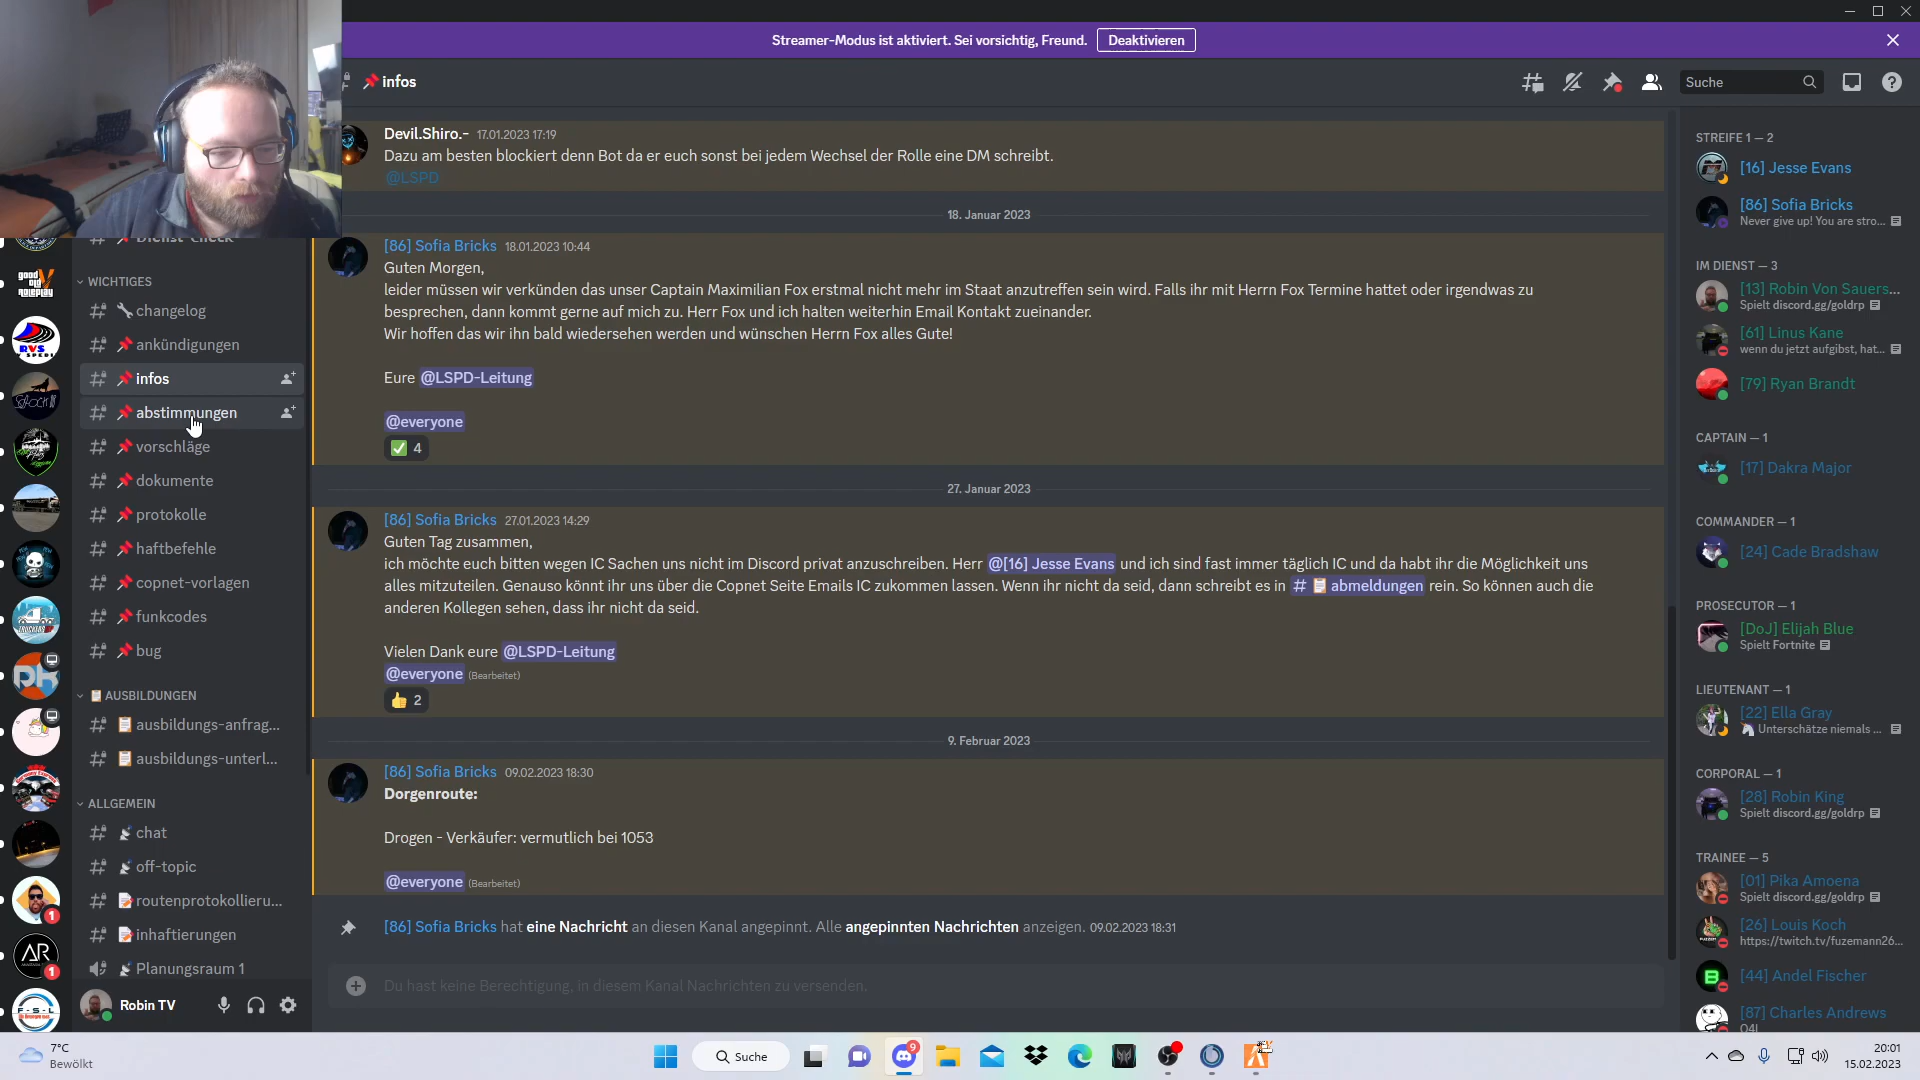 Streamer-Modus ist aktiviert. Sei vorsichtig, Freund.
Deaktivieren
infos
Suche
Dienst-Check
WICHTIGES
changelog
ankündigungen
infos
abstimmungen
vorschläge
dokumente
protokolle
haftbefehle
copnet-vorlagen
funkcodes
bug
AUSBILDUNGEN
ausbildungs-anfrag...
ausbildungs-unterl...
ALLGEMEIN
chat
off-topic
routenprotokollieru...
inhaftierungen
Planungsraum 1
Robin TV
Devil.Shiro.- 17.01.2023 17:19
Dazu am besten blockiert denn Bot da er euch sonst bei jedem Wechsel der Rolle eine DM schreibt.
@LSPD
18. Januar 2023
[86] Sofia Bricks 18.01.2023 10:44
Guten Morgen,
leider müssen wir verkünden das unser Captain Maximilian Fox erstmal nicht mehr im Staat anzutreffen sein wird. Falls ihr mit Herrn Fox Termine hattet oder irgendwas zu
besprechen, dann kommt gerne auf mich zu. Herr Fox und ich halten weiterhin Email Kontakt zueinander.
Wir hoffen das wir ihn bald wiedersehen werden und wünschen Herrn Fox alles Gute!
Eure @LSPD-Leitung
@everyone
4
27. Januar 2023
[86] Sofia Bricks 27.01.2023 14:29
Guten Tag zusammen,
ich möchte euch bitten wegen IC Sachen uns nicht im Discord privat anzuschreiben. Herr @[16] Jesse Evans und ich sind fast immer täglich IC und da habt ihr die Möglichkeit uns
alles mitzuteilen. Genauso könnt ihr uns über die Copnet Seite Emails IC zukommen lassen. Wenn ihr nicht da seid, dann schreibt es in # abmeldungen rein. So können auch die
anderen Kollegen sehen, dass ihr nicht da seid.
Vielen Dank eure @LSPD-Leitung
@everyone (Bearbeitet)
2
9. Februar 2023
[86] Sofia Bricks 09.02.2023 18:30
Dorgenroute:
Drogen - Verkäufer: vermutlich bei 1053
@everyone (Bearbeitet)
[86] Sofia Bricks hat eine Nachricht an diesen Kanal angepinnt. Alle angepinnten Nachrichten anzeigen. 09.02.2023 18:31
Du hast keine Berechtigung, in diesem Kanal Nachrichten zu versenden.
STREIFE 1 — 2
[16] Jesse Evans
[86] Sofia Bricks
Never give up! You are stro...
IM DIENST — 3
[13] Robin Von Sauers...
Spielt discord.gg/goldrp
[61] Linus Kane
wenn du jetzt aufgibst, hat...
[79] Ryan Brandt
CAPTAIN — 1
[17] Dakra Major
COMMANDER — 1
[24] Cade Bradshaw
PROSECUTOR — 1
[DoJ] Elijah Blue
Spielt Fortnite
LIEUTENANT — 1
[22] Ella Gray
Unterschätze niemals ...
CORPORAL — 1
[28] Robin King
Spielt discord.gg/goldrp
TRAINEE — 5
[01] Pika Amoena
Spielt discord.gg/goldrp
[26] Louis Koch
https://twitch.tv/fuzemann26...
[44] Andel Fischer
[87] Charles Andrews
7°C
Bewölkt
Suche
9
20:01
15.02.2023
good
old
roleplay
RVS
1
AR
1
F-S-L